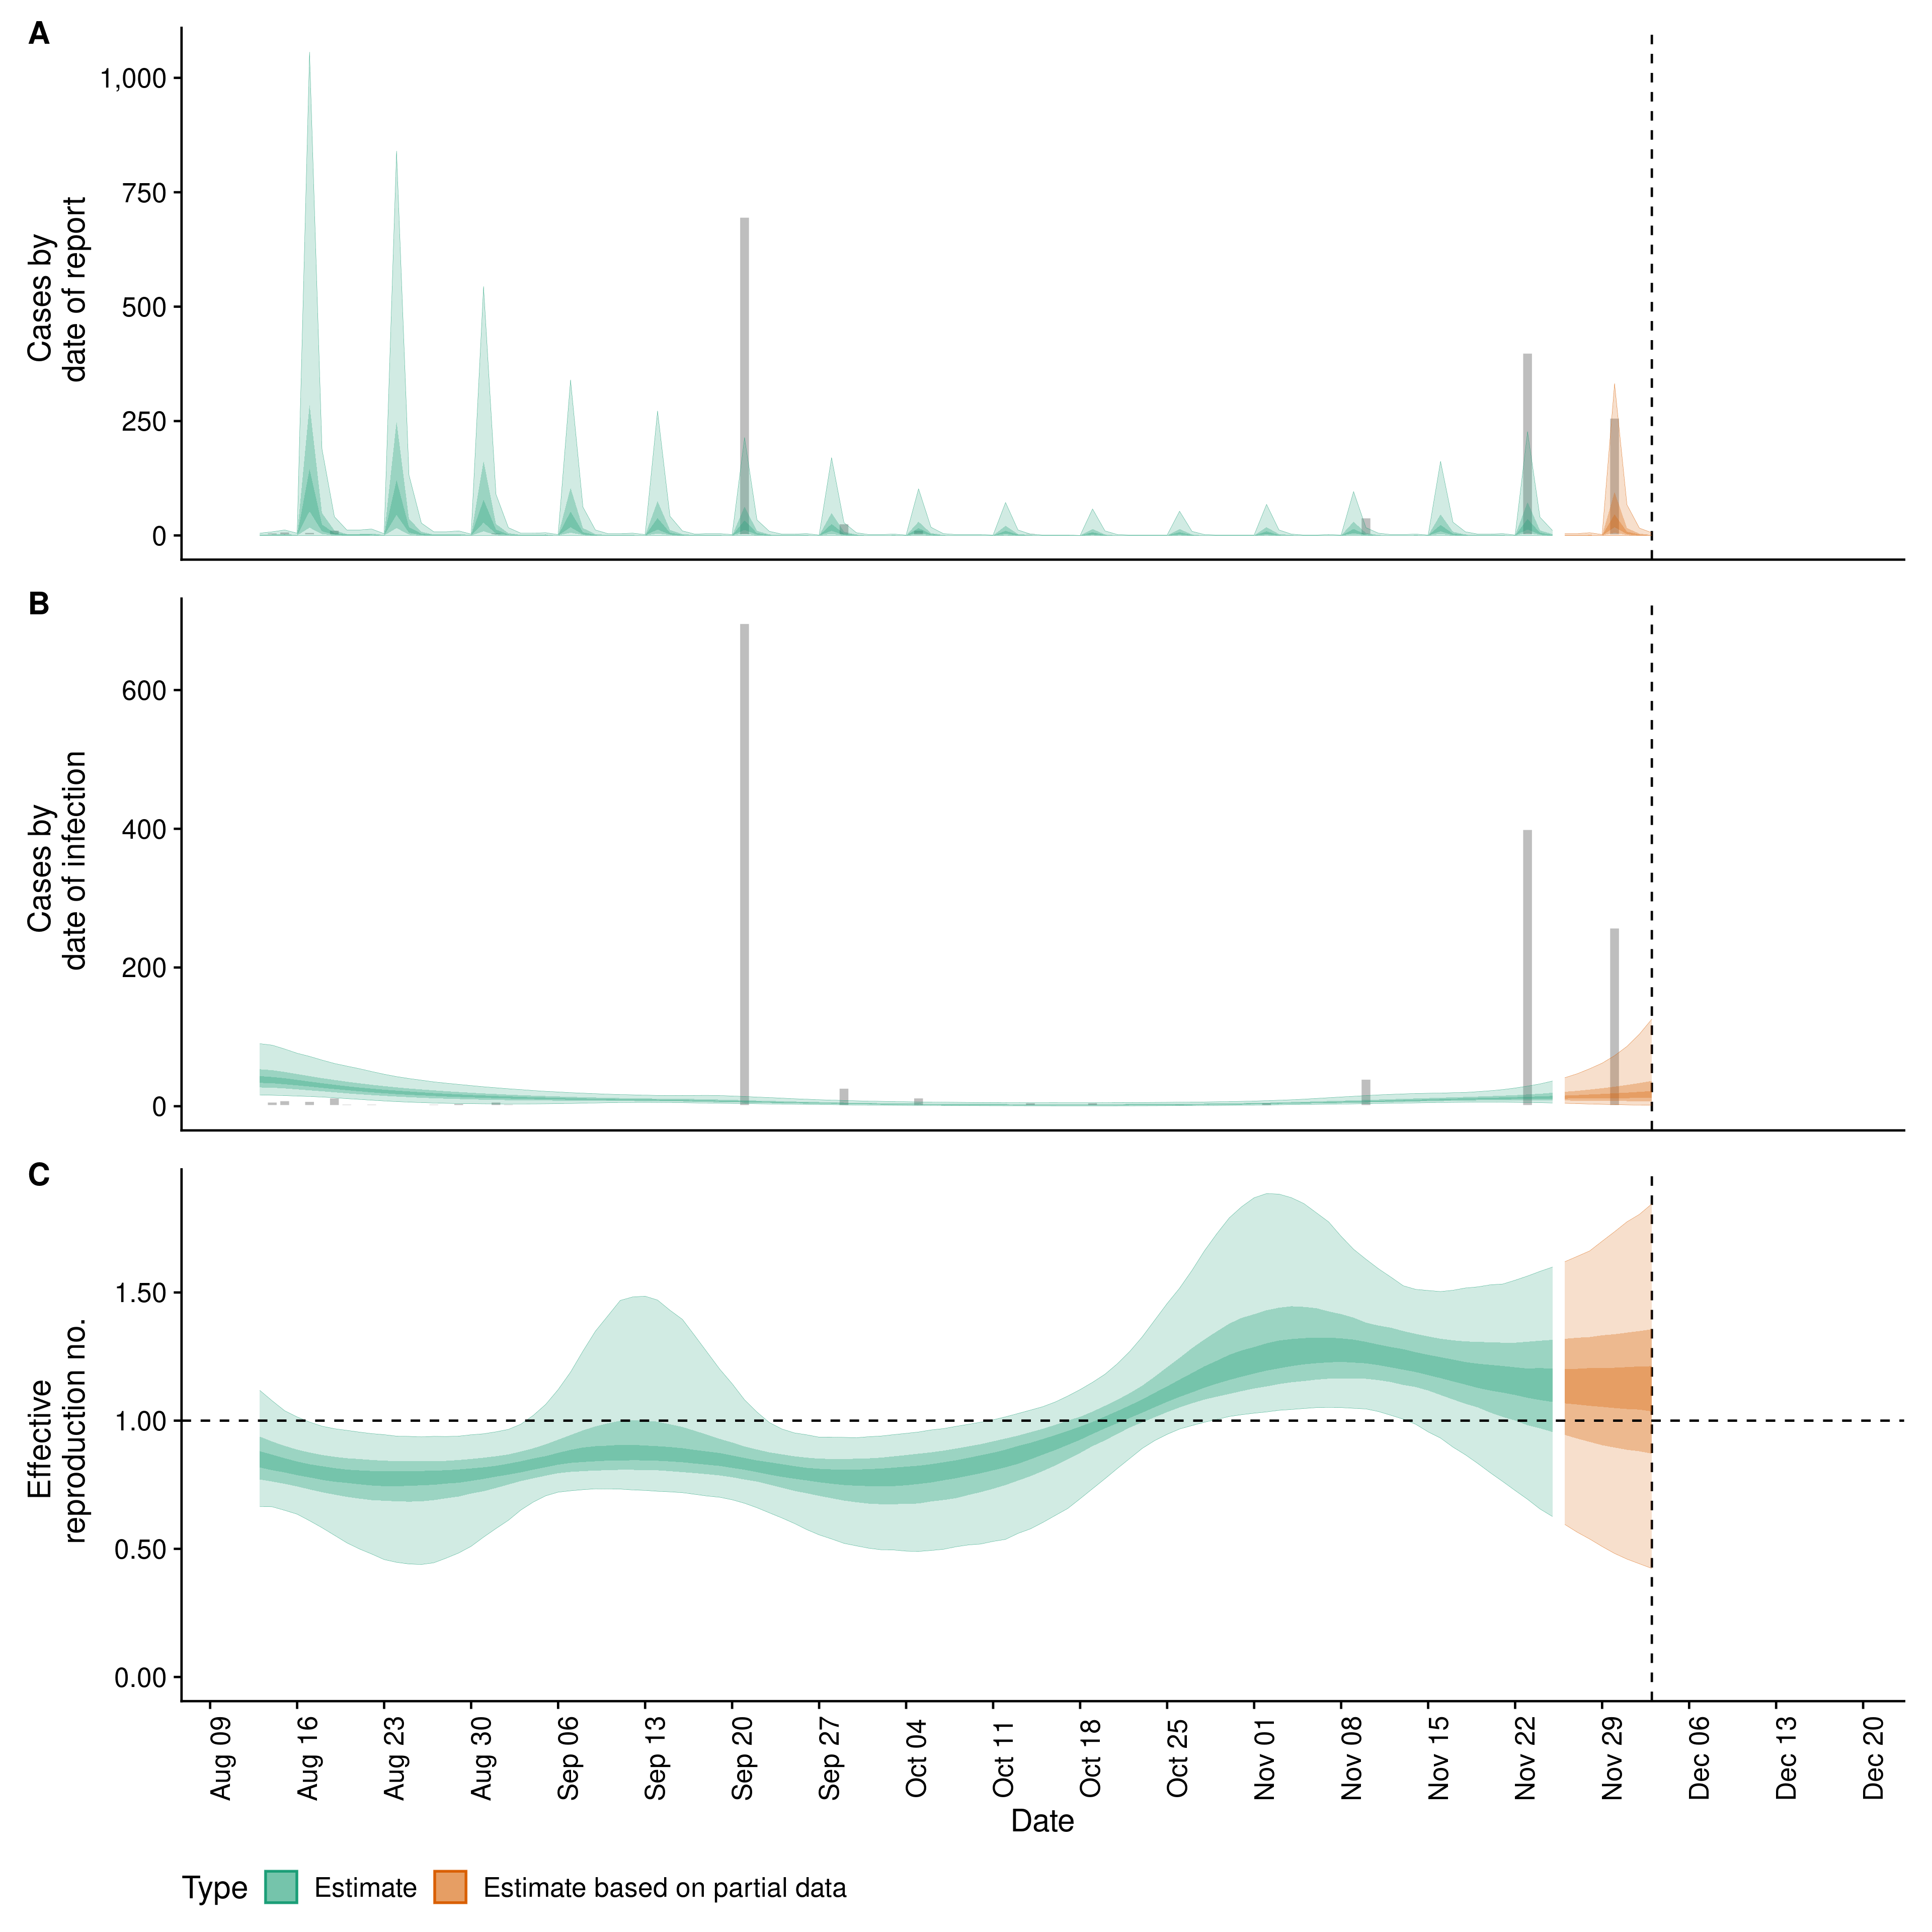 A
1,000
750
500
250
0
Cases by
date of report
B
600
400
200
0
Cases by
date of infection
C
1.50
1.00
0.50
0.00
Effective
reproduction no.
Aug 09
Aug 16
Aug 23
Aug 30
Sep 06
Sep 13
Sep 20
Sep 27
Oct 04
Oct 11
Oct 18
Oct 25
Nov 01
Nov 08
Nov 15
Nov 22
Nov 29
Dec 06
Dec 13
Dec 20
Date
Type Estimate Estimate based on partial data